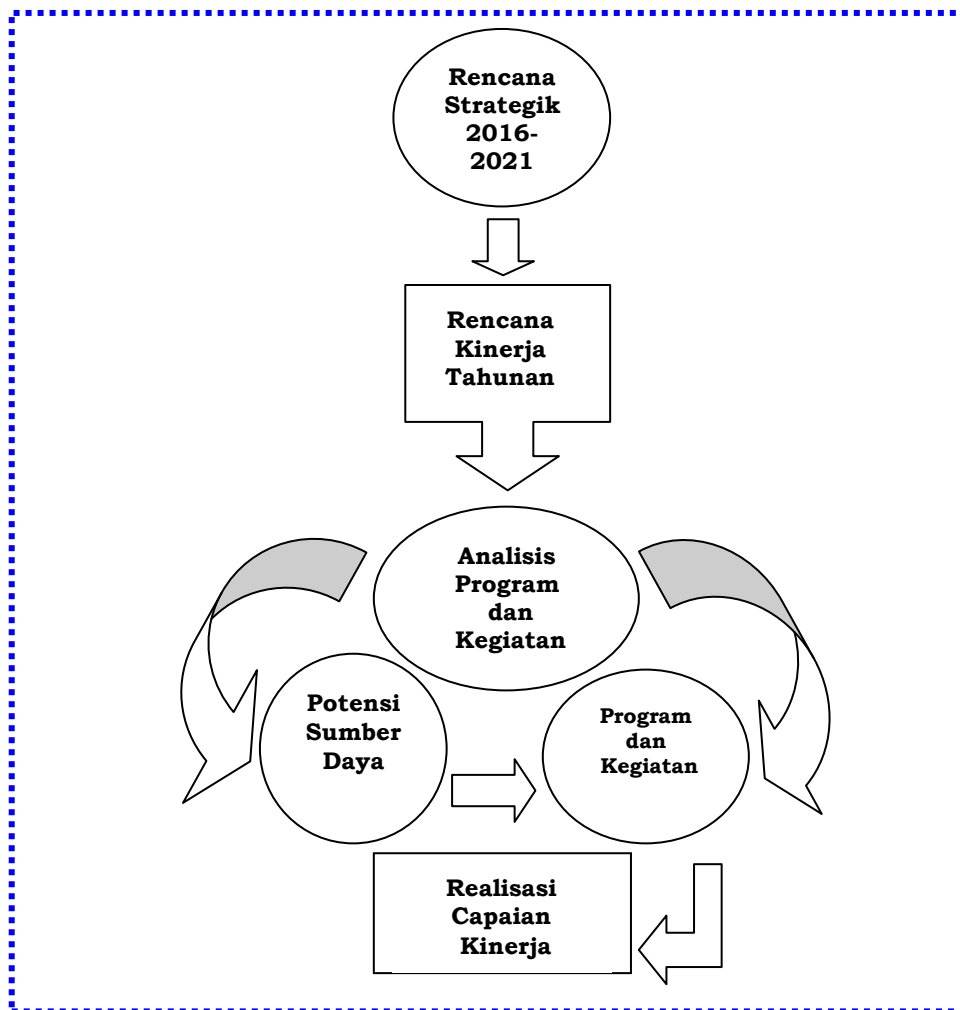 Rencana
Strategik
2016-
2021
Rencana
Kinerja
Tahunan
Analisis
Program
dan
Kegiatan
Potensi
Sumber
Daya
Program
dan
Kegiatan
Realisasi
Capaian
Kinerja